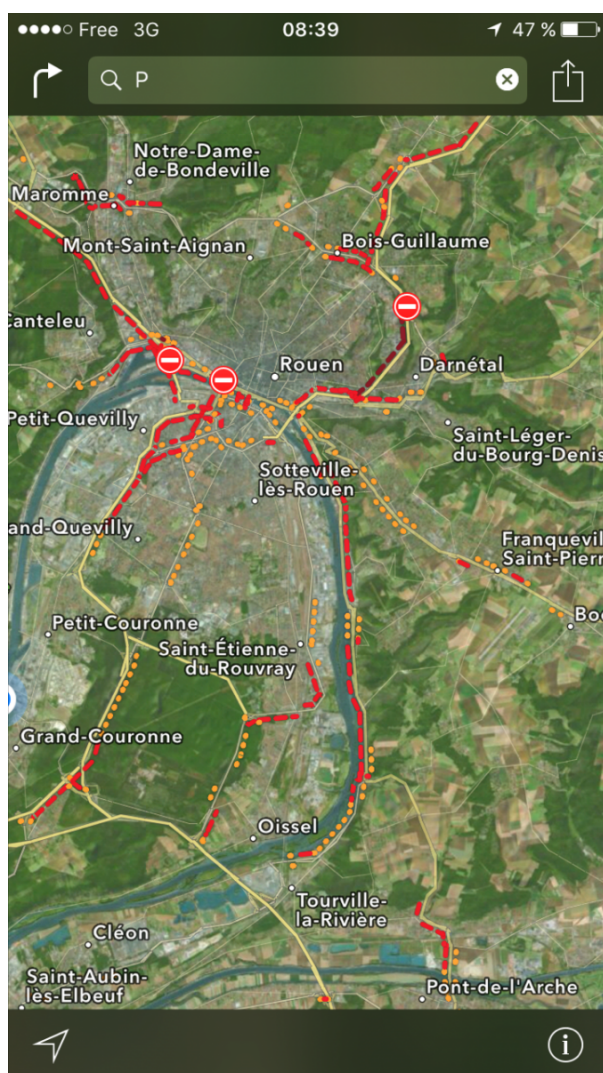 Free 3G 08:39 47 %
P
Notre-Dame-
de-Bondeville
Maromme
Mont-Saint-Aignan
Bois-Guillaume
Canteleu
Rouen
Darnétal
Petit-Quevilly
Saint-Léger-
du-Bourg-Denis
Sotteville-
lès-Rouen
and-Quevilly
Franquevil
Saint-Pierr
Petit-Couronne
Boo
Saint-Étienne-
du-Rouvray
Grand-Couronne
Oissel
Tourville-
la-Rivière
Cléon
Saint-Aubin-
lès-Elbeuf
Pont-de-l'Arche